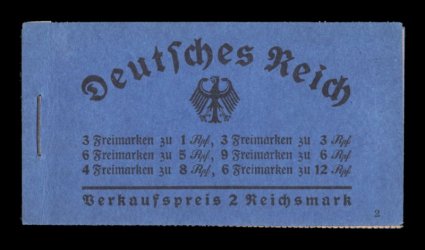 Deutſches Reich
3 Freimarken zu 1 Rpf., 3 Freimarken zu 3 Rpf.
6 Freimarken zu 5 Rpf., 9 Freimarken zu 6 Rpf.
4 Freimarken zu 8 Rpf., 6 Freimarken zu 12 Rpf.
Verkaufspreis 2 Reichsmark
2